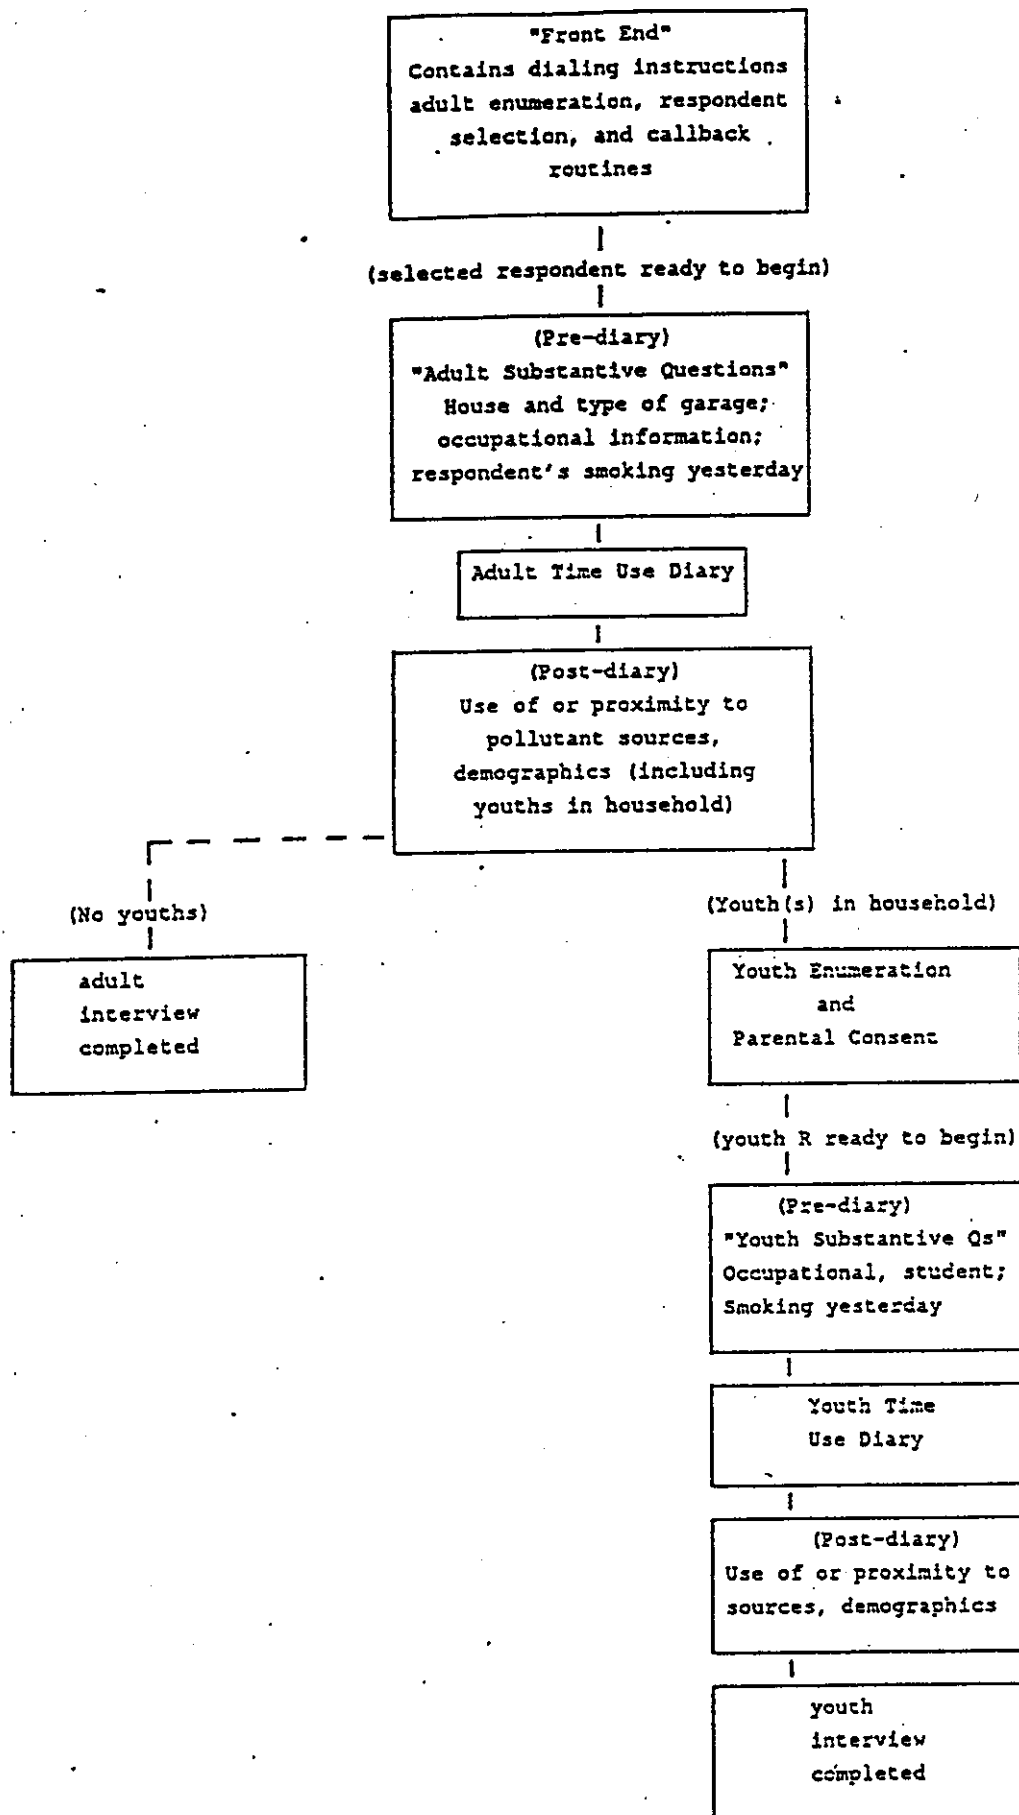 "Front End"
Contains dialing instructions
adult enumeration, respondent
selection, and callback
routines
(selected respondent ready to begin)
(Pre-diary)
"Adult Substantive Questions"
House and type of garage;
occupational information;
respondent's smoking yesterday
Adult Time Use Diary
(Post-diary)
Use of or proximity to
pollutant sources,
demographics (including
youths in household)
(No youths)
adult
interview
completed
(Youth(s) in household)
Youth Enumeration
and
Parental Consent
(youth R ready to begin)
(Pre-diary)
"Youth Substantive Qs"
Occupational, student;
Smoking yesterday
Youth Time
Use Diary
(Post-diary)
Use of or proximity to
sources, demographics
youth
interview
completed